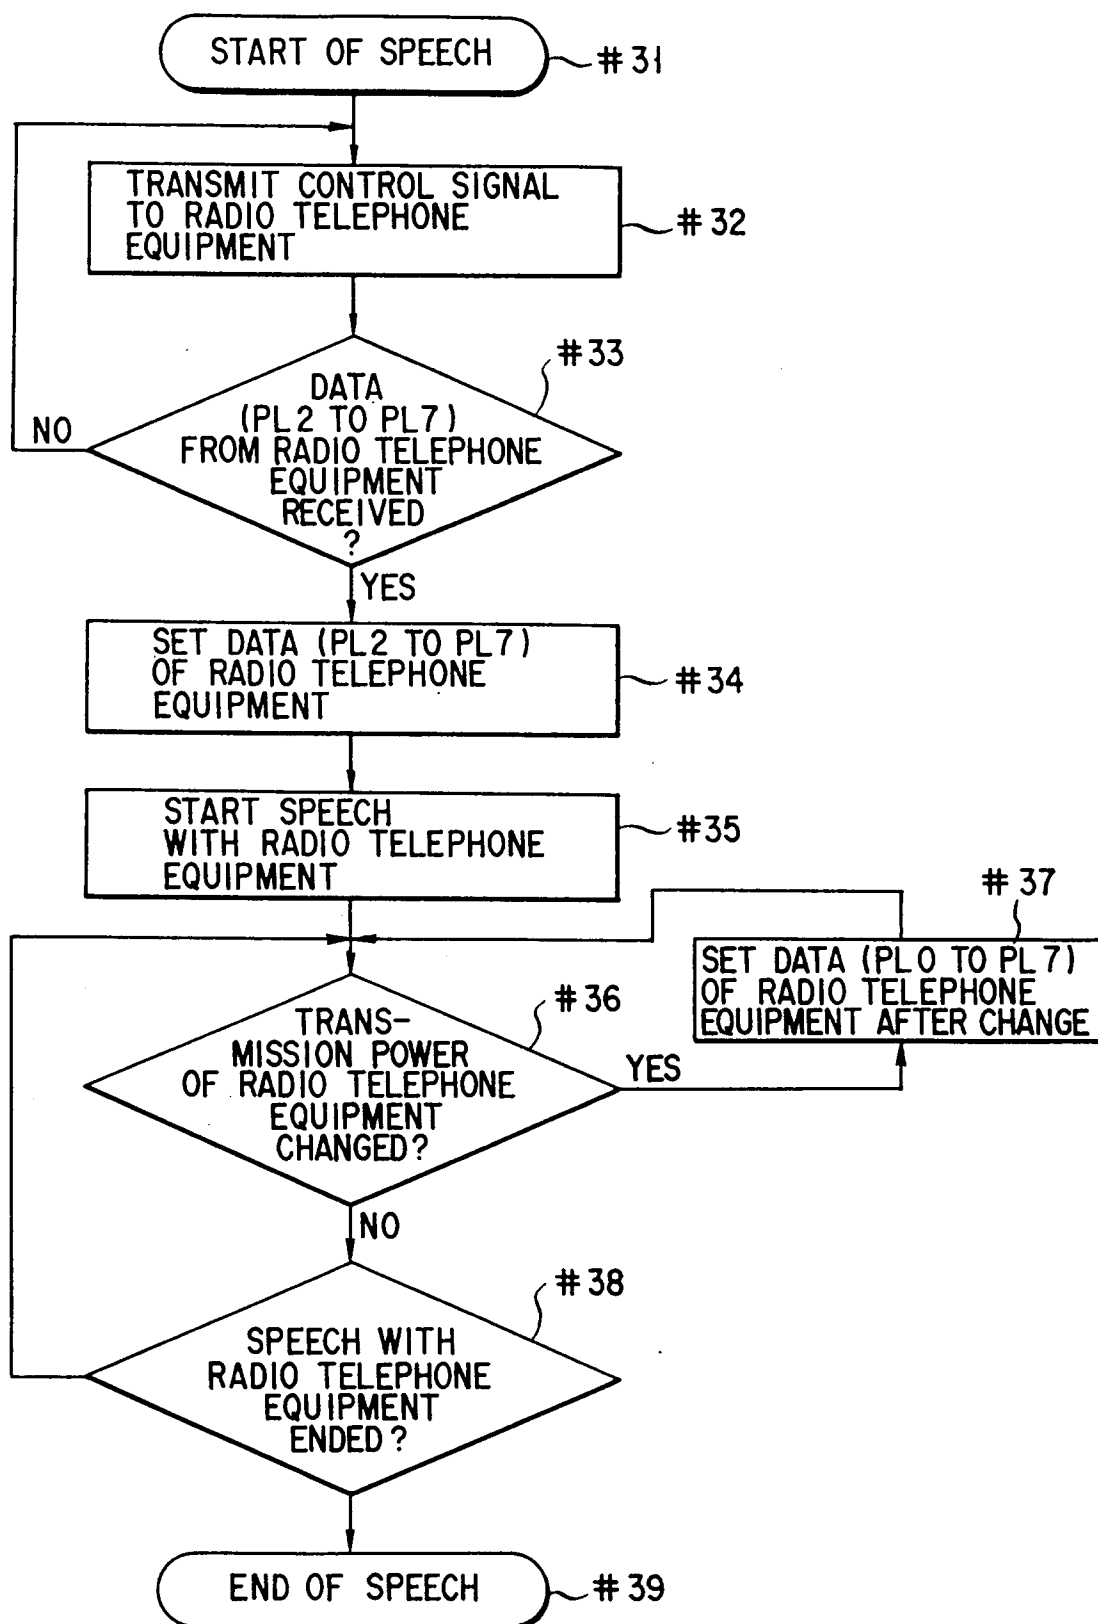 START OF SPEECH
#31
TRANSMIT CONTROL SIGNAL
TO RADIO TELEPHONE
EQUIPMENT
#32
#33
DATA
(PL2 TO PL7)
FROM RADIO TELEPHONE
EQUIPMENT
RECEIVED
?
NO
YES
SET DATA (PL2 TO PL7)
OF RADIO TELEPHONE
EQUIPMENT
#34
START SPEECH
WITH RADIO TELEPHONE
EQUIPMENT
#35
#37
SET DATA (PL0 TO PL7)
OF RADIO TELEPHONE
EQUIPMENT AFTER CHANGE
#36
TRANS-
MISSION POWER
OF RADIO TELEPHONE
EQUIPMENT
CHANGED?
YES
NO
#38
SPEECH WITH
RADIO TELEPHONE
EQUIPMENT
ENDED?
END OF SPEECH
#39